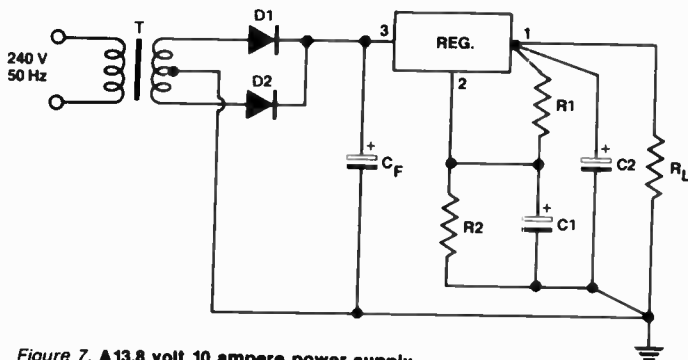 T
D1
240 V
50 Hz
D2
3
REG.
1
2
R1
+
CF
+
C2
RL
R2
+
C1
Figure 7. A 13.8 volt 10 ampere power supply